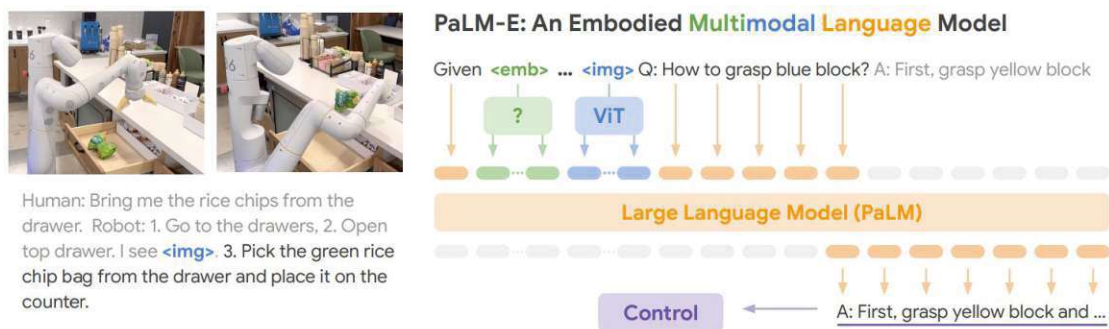 Human: Bring me the rice chips from the
drawer. Robot: 1. Go to the drawers, 2. Open
top drawer. I see <img>. 3. Pick the green rice
chip bag from the drawer and place it on the
counter.
PaLM-E: An Embodied Multimodal Language Model
Given <emb> ... <img> Q: How to grasp blue block? A: First, grasp yellow block
?
ViT
Large Language Model (PaLM)
Control
A: First, grasp yellow block and ...